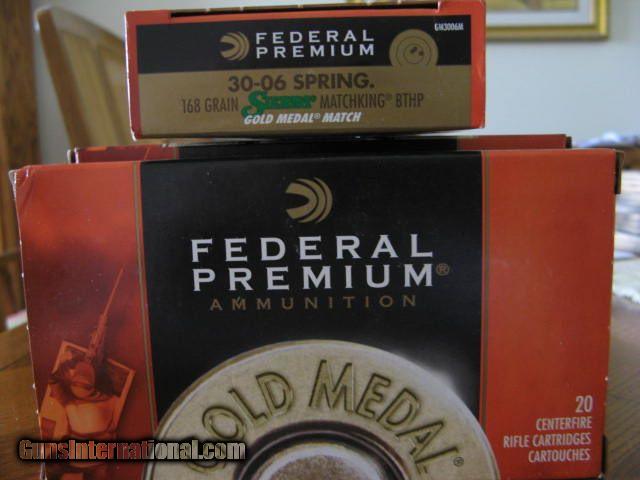 GM3006M
FEDERAL
PREMIUM
30-06 SPRING.
168 GRAIN SIERRA MATCHKING® BTHP
GOLD MEDAL® MATCH
FEDERAL
PREMIUM®
AMMUNITION
GOLD MEDAL®
20
CENTERFIRE
RIFLE CARTRIDGES
CARTOUCHES
GunsInternational.com